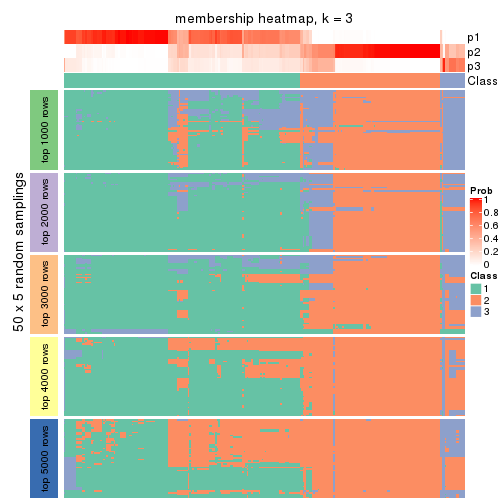 membership heatmap, k = 3
p1
p2
p3
Class
50 x 5 random samplings
top 1000 rows
top 2000 rows
top 3000 rows
top 4000 rows
top 5000 rows
Prob
1
0.8
0.6
0.4
0.2
0
Class
1
2
3